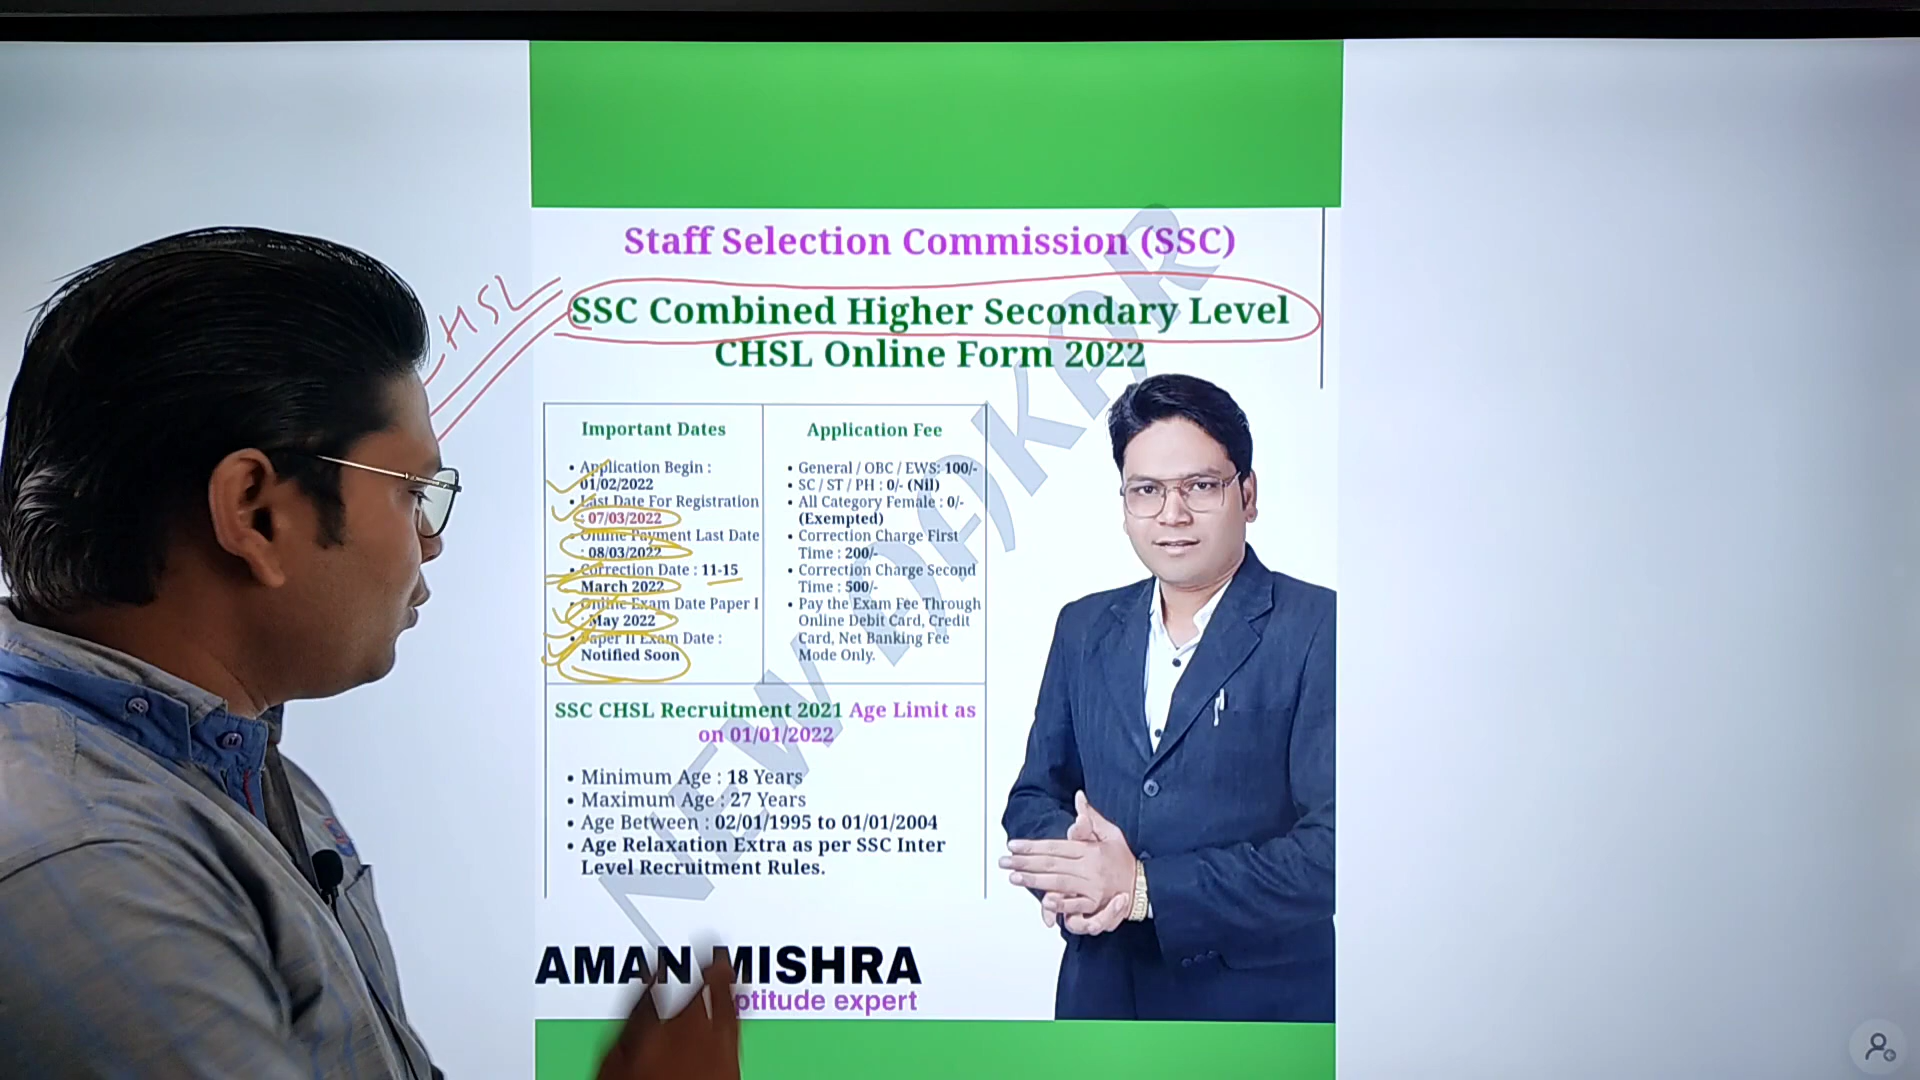 Staff Selection Commission (SSC)
CHSL
SSC Combined Higher Secondary Level
CHSL Online Form 2022
Important Dates
• Application Begin :
01/02/2022
• Last Date For Registration
: 07/03/2022
• Online Payment Last Date
: 08/03/2022
• Correction Date : 11-15
March 2022
• Online Exam Date Paper I
: May 2022
• Paper II Exam Date :
Notified Soon
Application Fee
• General / OBC / EWS: 100/-
• SC / ST / PH : 0/- (Nil)
• All Category Female : 0/-
(Exempted)
• Correction Charge First
Time : 200/-
• Correction Charge Second
Time : 500/-
• Pay the Exam Fee Through
Online Debit Card, Credit
Card, Net Banking Fee
Mode Only.
SSC CHSL Recruitment 2021 Age Limit as
on 01/01/2022
• Minimum Age : 18 Years
• Maximum Age : 27 Years
• Age Between : 02/01/1995 to 01/01/2004
• Age Relaxation Extra as per SSC Inter
Level Recruitment Rules.
AMAN MISHRA
ptitude expert